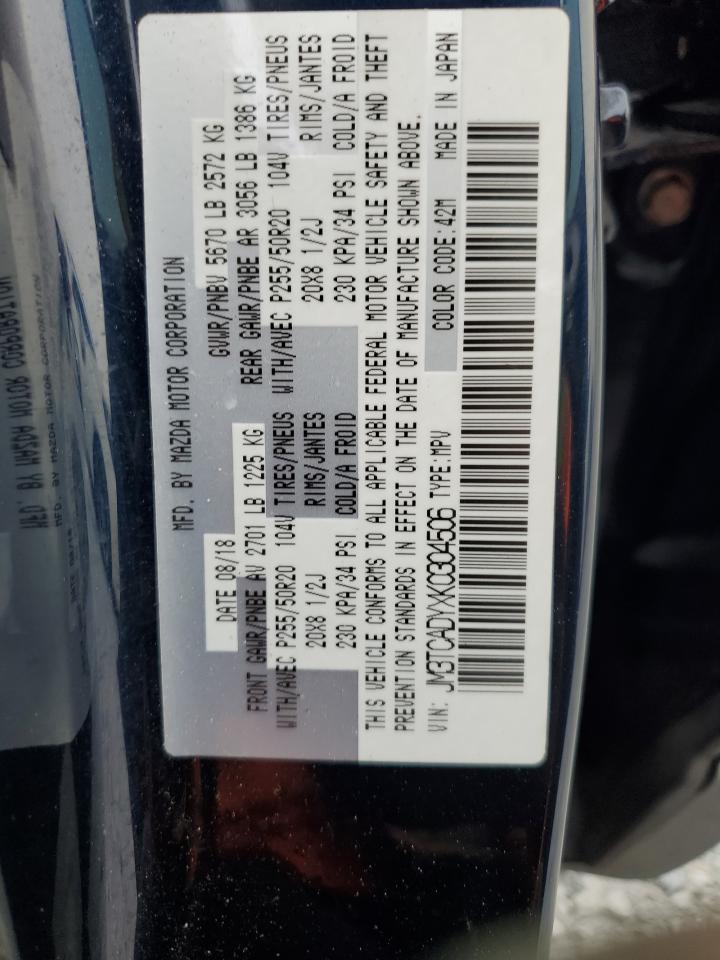 MFD. BY MAZDA MOTOR CORPORATION
DATE 08/18 GVWR/PNBV 5670 LB 2572 KG
FRONT GAWR/PNBE AV 2701 LB 1225 KG REAR GAWR/PNBE AR 3056 LB 1386 KG
WITH/AVEC P255/50R20 104V TIRES/PNEUS WITH/AVEC P255/50R20 104V TIRES/PNEUS
20X8 1/2J RIMS/JANTES 20X8 1/2J RIMS/JANTES
230 KPA/34 PSI COLD/A FROID 230 KPA/34 PSI COLD/A FROID
THIS VEHICLE CONFORMS TO ALL APPLICABLE FEDERAL MOTOR VEHICLE SAFETY AND THEFT
PREVENTION STANDARDS IN EFFECT ON THE DATE OF MANUFACTURE SHOWN ABOVE.
VIN: JM3TCADYXK0304506 TYPE:MPV COLOR CODE:42M MADE IN JAPAN
MFD. BY MAZDA MOTOR CORPORATION